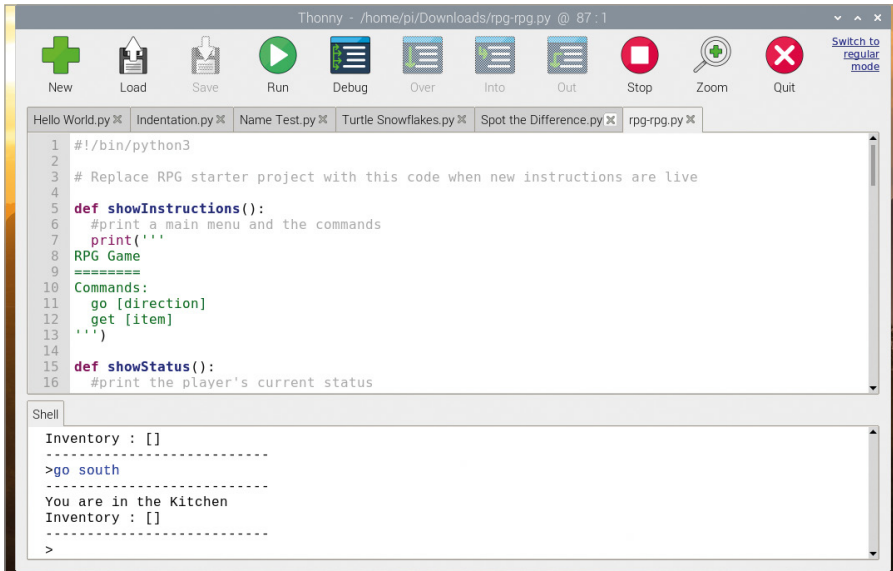 Thonny - /home/pi/Downloads/rpg-rpg.py @ 87 : 1
New Load Save Run Debug Over Into Out Stop Zoom Quit
Switch to
regular
mode
Hello World.py Indentation.py Name Test.py Turtle Snowflakes.py Spot the Difference.py rpg-rpg.py
1 #!/bin/python3
2
3 # Replace RPG starter project with this code when new instructions are live
4
5 def showInstructions():
6   #print a main menu and the commands
7   print('''
8 RPG Game
9 ========
10 Commands:
11   go [direction]
12   get [item]
13 ''')
14
15 def showStatus():
16   #print the player's current status
Shell
Inventory : []
---------------------------
>go south
---------------------------
You are in the Kitchen
Inventory : []
---------------------------
>